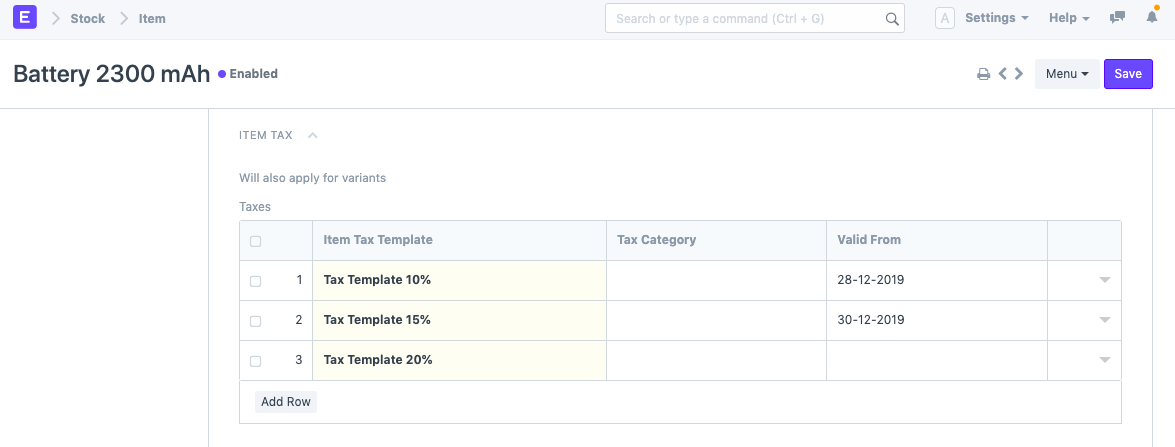 E Stock Item Search or type a command (Ctrl + G) A Settings Help
Battery 2300 mAh Enabled Menu Save
ITEM TAX
Will also apply for variants
Taxes
Item Tax Template Tax Category Valid From
1 Tax Template 10% 28-12-2019
2 Tax Template 15% 30-12-2019
3 Tax Template 20%
Add Row